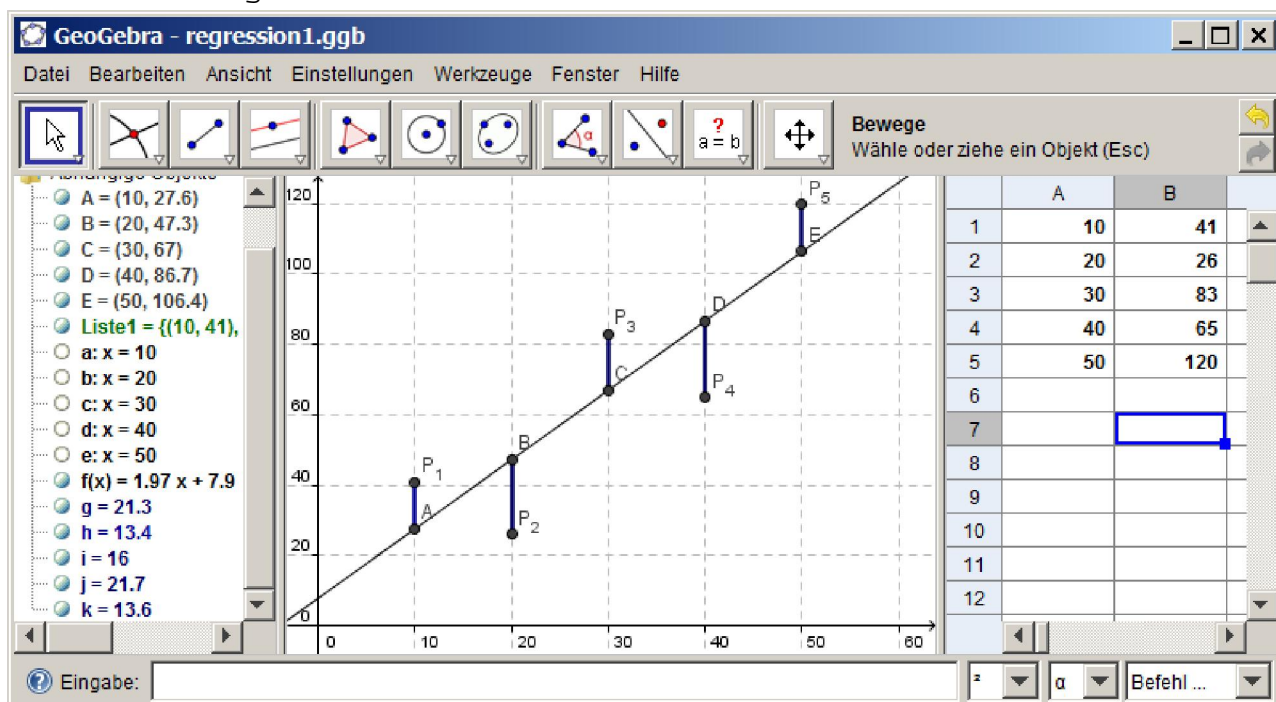 GeoGebra - regression1.ggb
Datei Bearbeiten Ansicht Einstellungen Werkzeuge Fenster Hilfe
α
?
a = b
Bewege
Wähle oder ziehe ein Objekt (Esc)
Abhängige Objekte
A = (10, 27.6)
B = (20, 47.3)
C = (30, 67)
D = (40, 86.7)
E = (50, 106.4)
Liste1 = {(10, 41),
a: x = 10
b: x = 20
c: x = 30
d: x = 40
e: x = 50
f(x) = 1.97 x + 7.9
g = 21.3
h = 13.4
i = 16
j = 21.7
k = 13.6
120
100
80
60
40
20
0
0 10 20 30 40 50 60
P5
E
D
P3
C
P4
B
P1
A
P2
A B
1 10 41
2 20 26
3 30 83
4 40 65
5 50 120
6
7
8
9
10
11
12
Eingabe:
² α Befehl ...